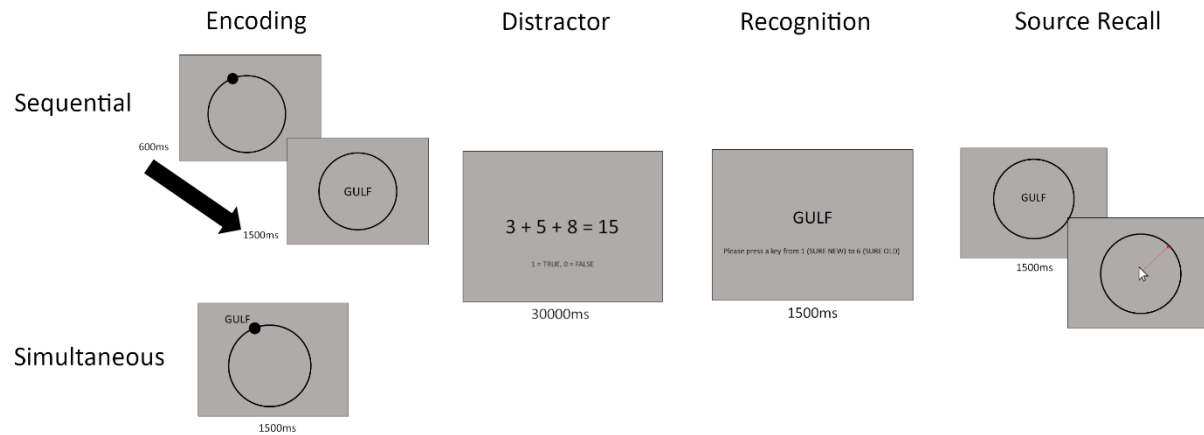 Encoding
Distractor
Recognition
Source Recall
Sequential
600ms
GULF
1500ms
3 + 5 + 8 = 15
1 = TRUE, 0 = FALSE
30000ms
GULF
Please press a key from 1 (SURE NEW) to 6 (SURE OLD)
1500ms
GULF
1500ms
Simultaneous
GULF
1500ms